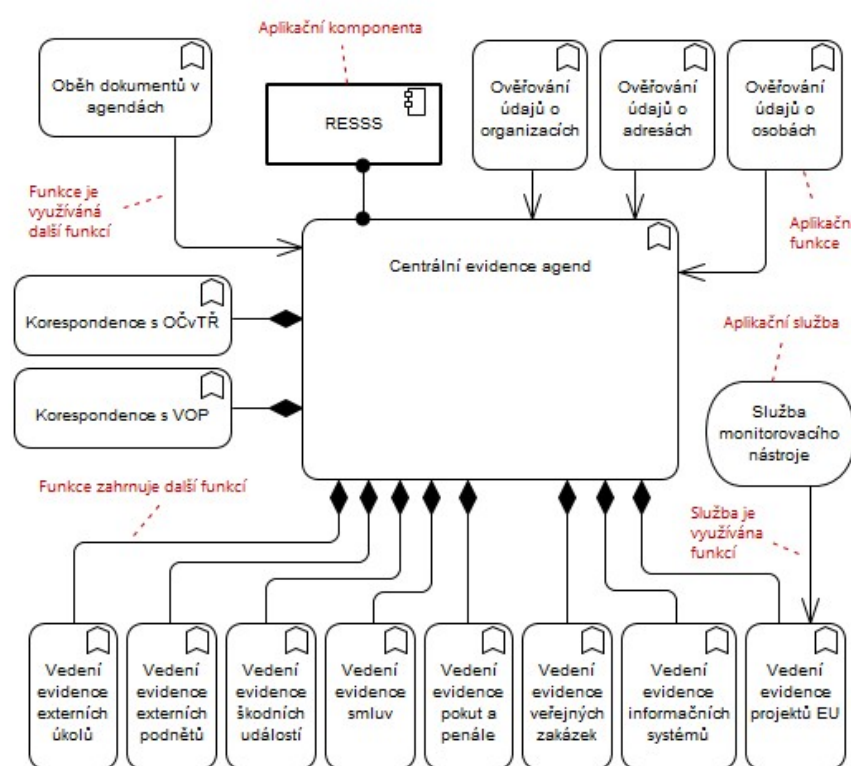 Aplikační komponenta
Oběh dokumentů v
agendách
RESSS
Ověřování
údajů o
organizacích
Ověřování
údajů o
adresách
Ověřování
údajů o
osobách
Funkce je
využíváná
další funkcí
Aplikační
funkce
Centrální evidence agend
Korespondence s OČvTŘ
Korespondence s VOP
Aplikační služba
Služba
monitorovacího
nástroje
Funkce zahrnuje další funkcí
Služba je
využívána
funkcí
Vedení
evidence
externích
úkolů
Vedení
evidence
externích
podnětů
Vedení
evidence
škodních
událostí
Vedení
evidence
smluv
Vedení
evidence
pokut a
penále
Vedení
evidence
veřejných
zakázek
Vedení
evidence
informačních
systémů
Vedení
evidence
projektů EU